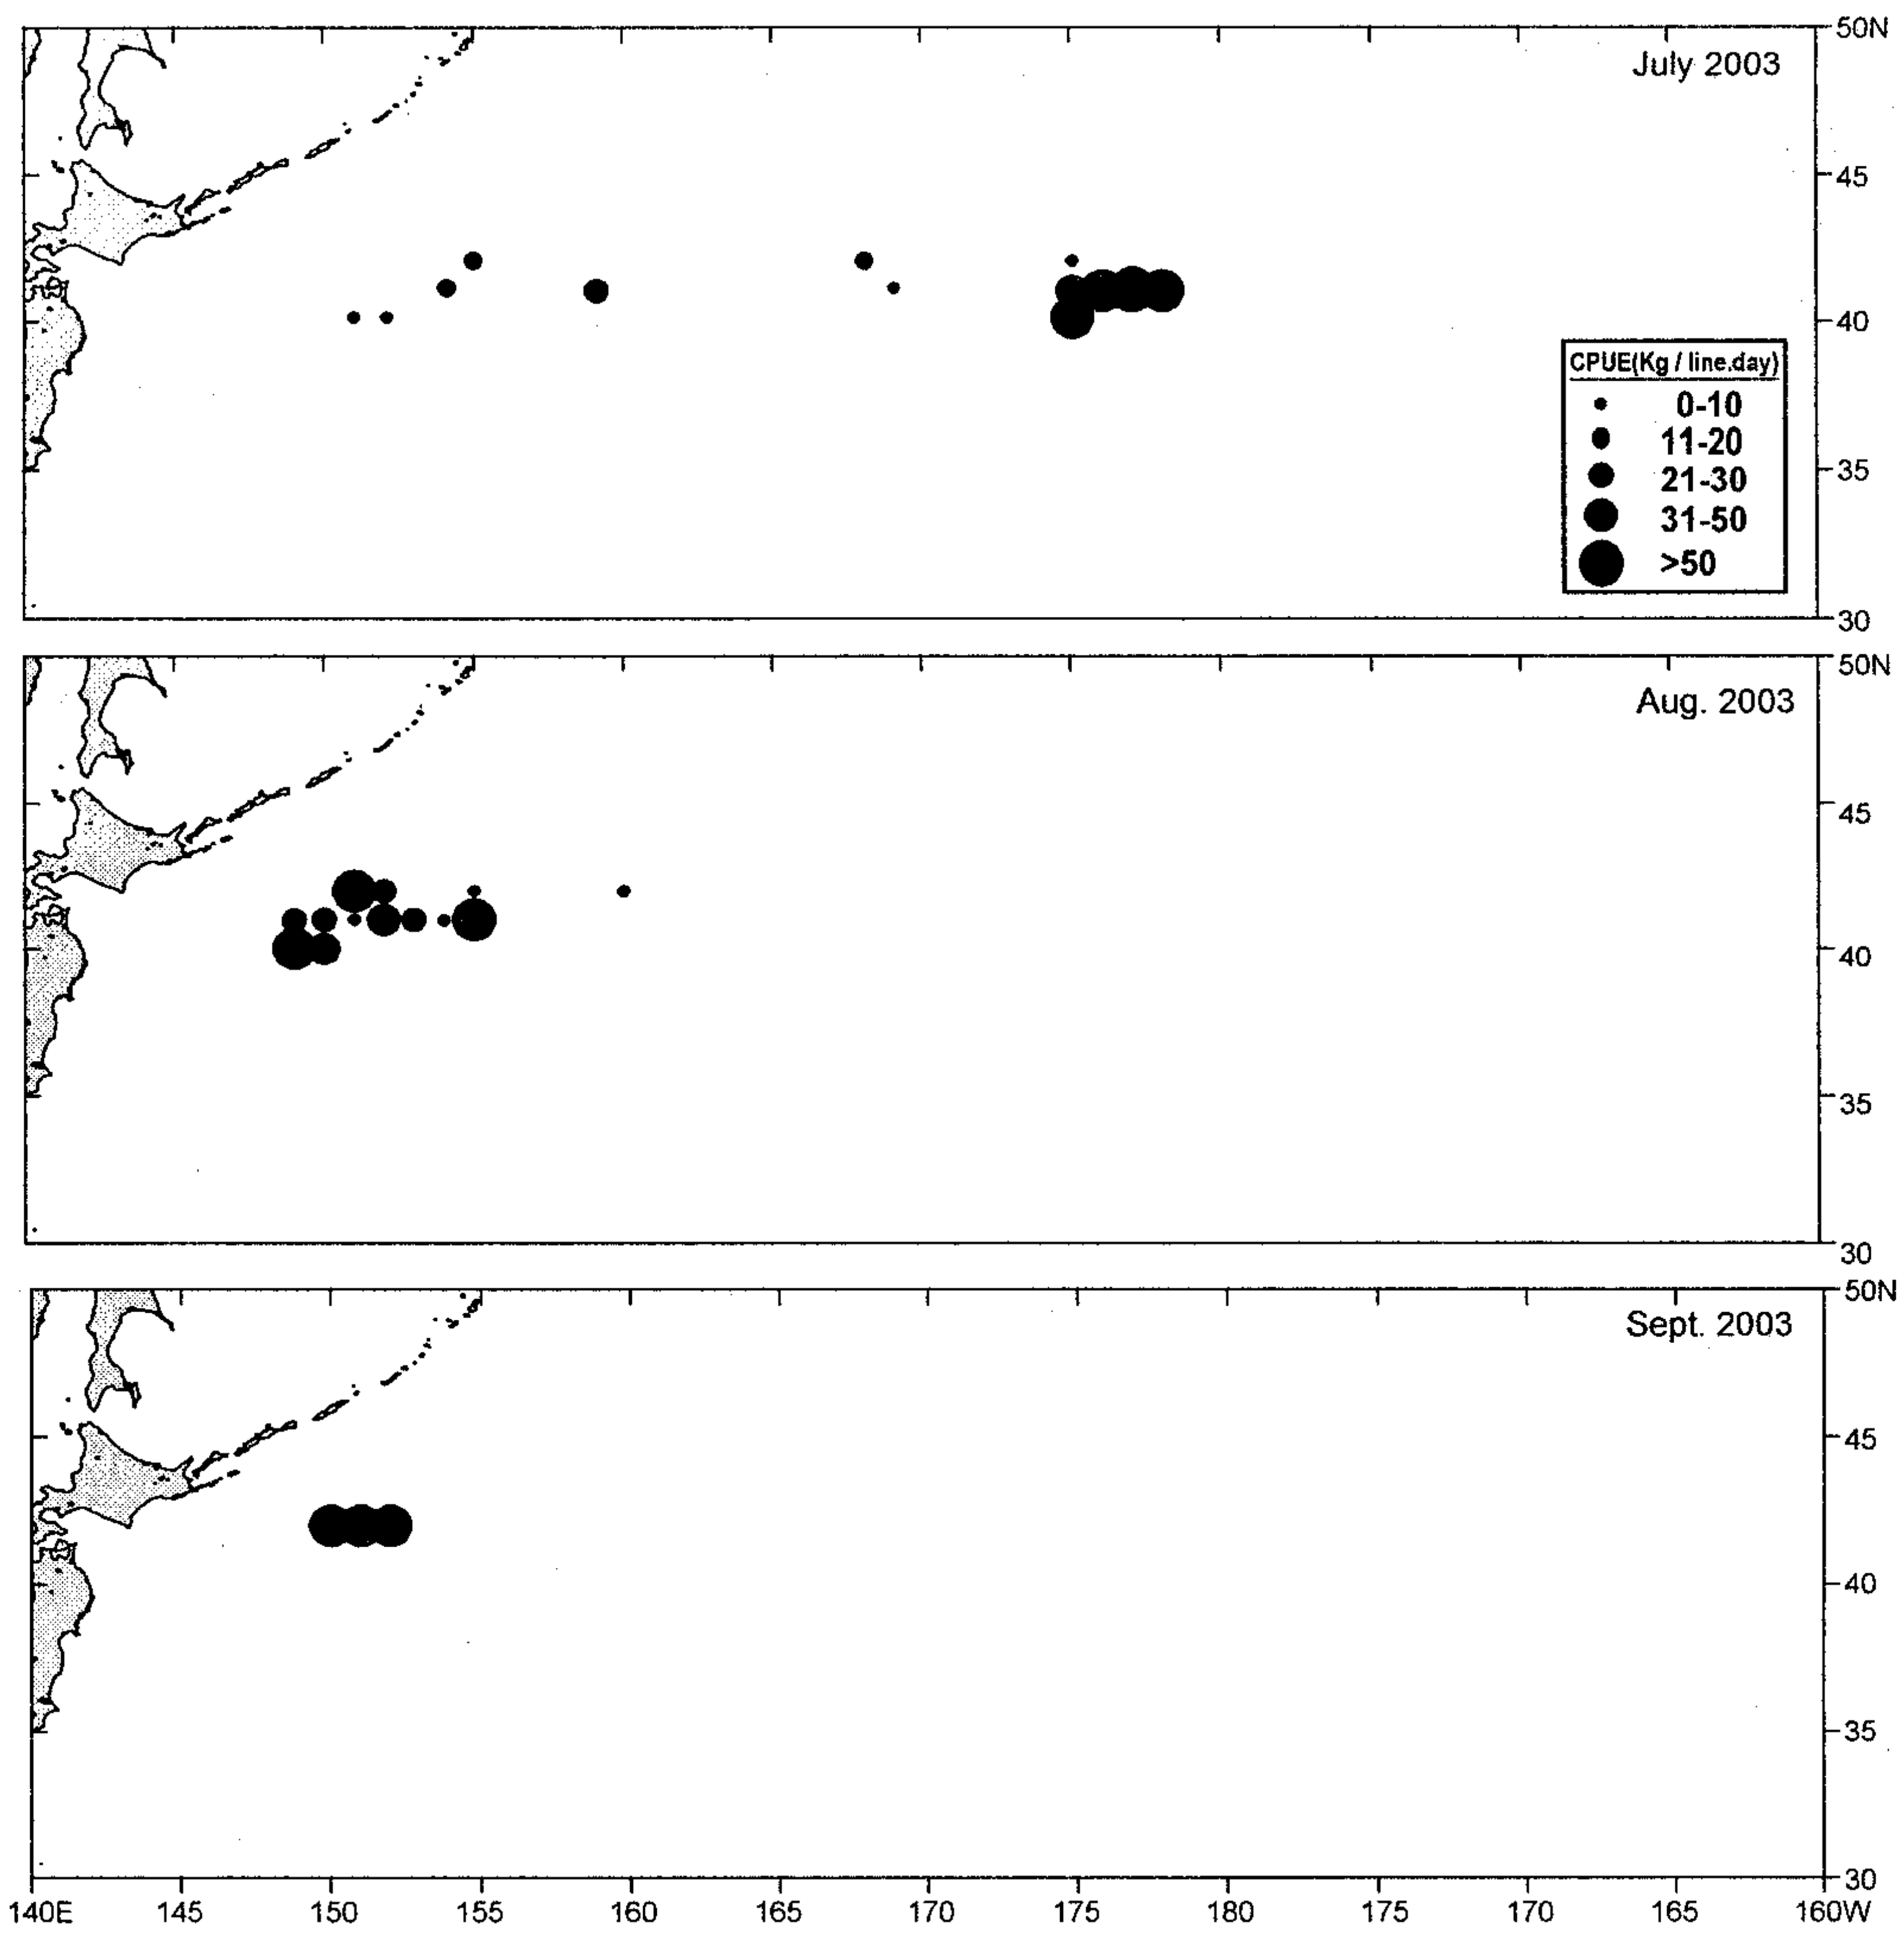 50N
July 2003
45
40
CPUE(Kg / line.day)
0-10
11-20
21-30
31-50
>50
35
30
50N
Aug. 2003
45
40
35
30
50N
Sept. 2003
45
40
35
30
140E 145 150 155 160 165 170 175 180 175 170 165 160W